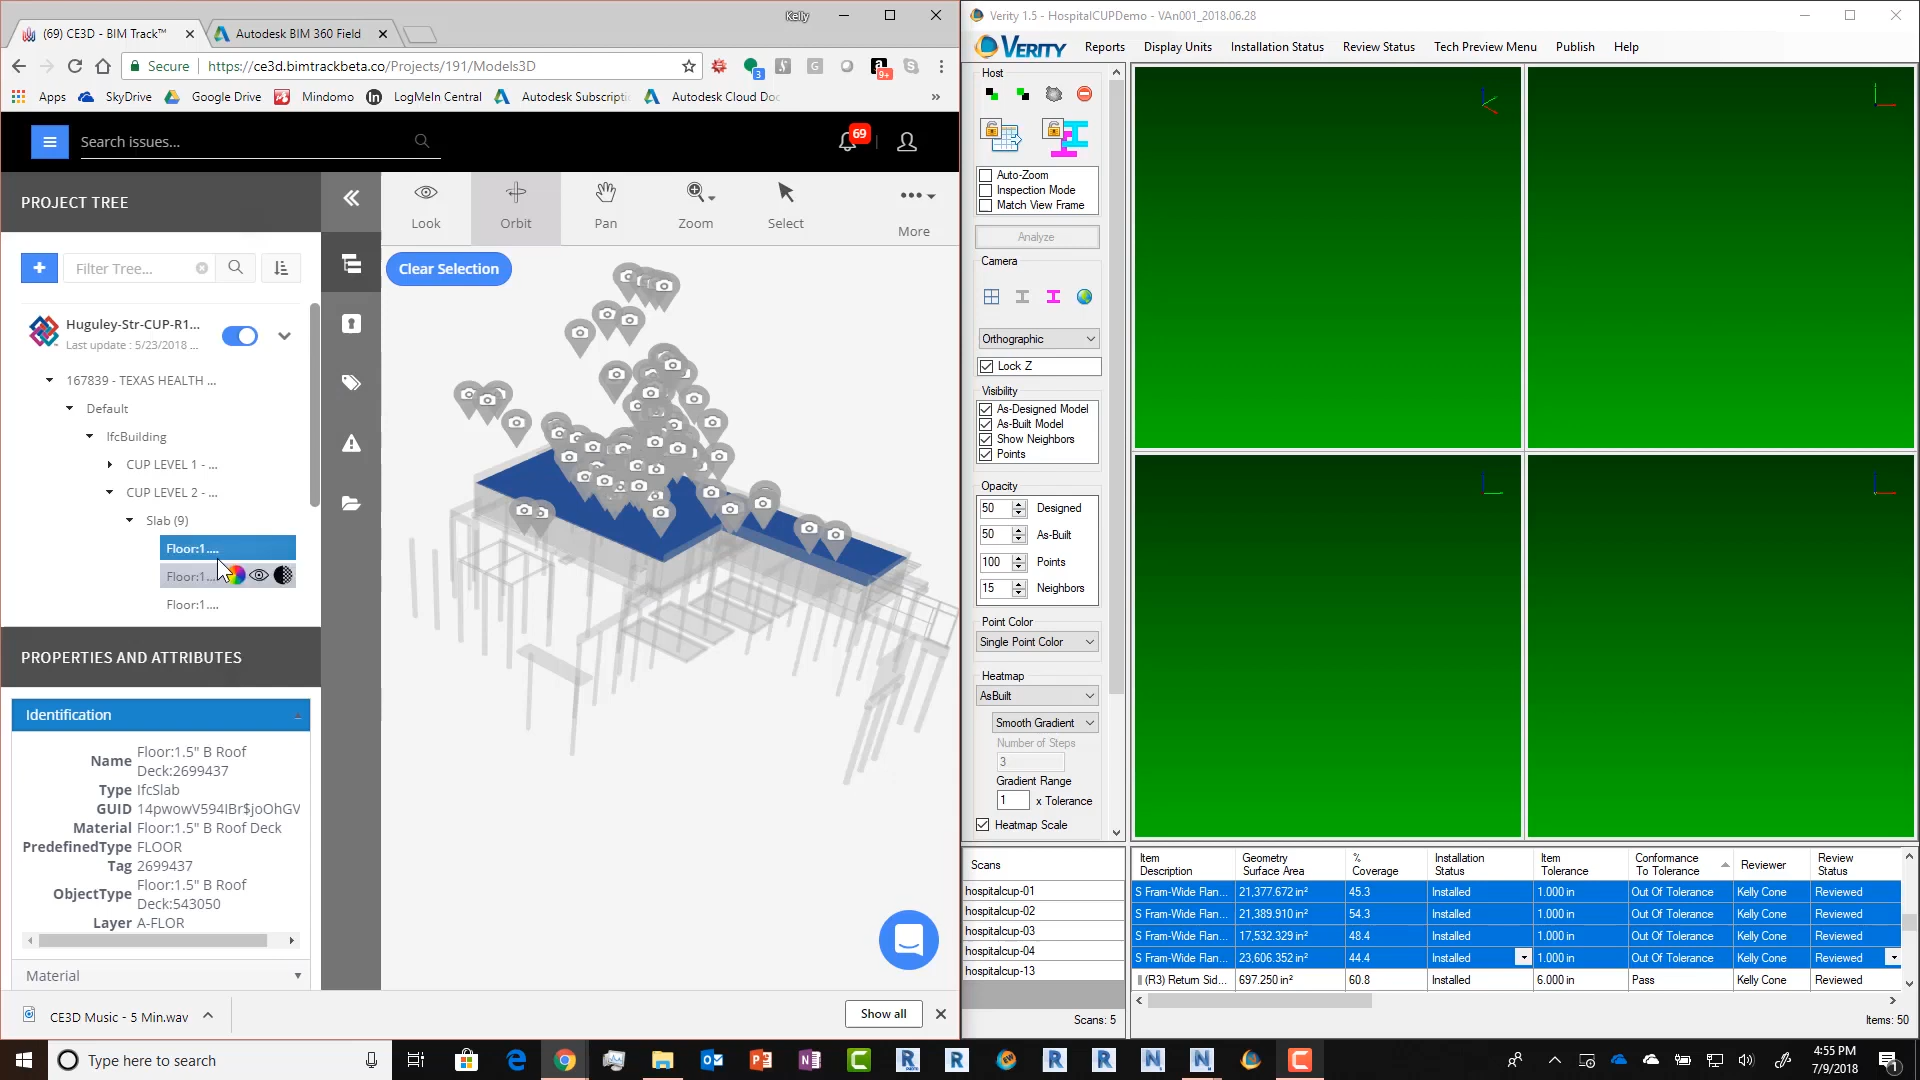 Kelly
(69) CE3D - BIM Track™
Autodesk BIM 360 Field
Secure
https://ce3d.bimtrackbeta.co/Projects/191/Models3D
3
9+
Apps
SkyDrive
Google Drive
Mindomo
LogMeIn Central
Autodesk Subscripti
Autodesk Cloud Do
»
Search issues...
69
PROJECT TREE
Look
Orbit
Pan
Zoom
Select
More
Filter Tree...
Clear Selection
Huguley-Str-CUP-R1...
Last update : 5/23/2018 ...
167839 - TEXAS HEALTH ...
Default
IfcBuilding
CUP LEVEL 1 - ...
CUP LEVEL 2 - ...
Slab (9)
Floor:1....
Floor:1....
Floor:1....
PROPERTIES AND ATTRIBUTES
Identification
Name Floor:1.5" B Roof
Deck:2699437
Type IfcSlab
GUID 14pwowV594IBr$joOhGV
Material Floor:1.5" B Roof Deck
PredefinedType FLOOR
Tag 2699437
ObjectType Floor:1.5" B Roof
Deck:543050
Layer A-FLOR
Material
CE3D Music - 5 Min.wav
Show all
Verity 1.5 - HospitalCUPDemo - VAn001_2018.06.28
VERITY
Reports
Display Units
Installation Status
Review Status
Tech Preview Menu
Publish
Help
Host
Auto-Zoom
Inspection Mode
Match View Frame
Analyze
Camera
Orthographic
Lock Z
Visibility
As-Designed Model
As-Built Model
Show Neighbors
Points
Opacity
50 Designed
50 As-Built
100 Points
15 Neighbors
Point Color
Single Point Color
Heatmap
AsBuilt
Smooth Gradient
Number of Steps
3
Gradient Range
1 x Tolerance
Heatmap Scale
Scans
hospitalcup-01
hospitalcup-02
hospitalcup-03
hospitalcup-04
hospitalcup-13
Scans: 5
Item Description Geometry Surface Area % Coverage Installation Status Item Tolerance Conformance To Tolerance Reviewer Review Status
S Fram-Wide Flan... 21,377.672 in² 45.3 Installed 1.000 in Out Of Tolerance Kelly Cone Reviewed
S Fram-Wide Flan... 21,389.910 in² 54.3 Installed 1.000 in Out Of Tolerance Kelly Cone Reviewed
S Fram-Wide Flan... 17,532.329 in² 48.4 Installed 1.000 in Out Of Tolerance Kelly Cone Reviewed
S Fram-Wide Flan... 23,606.352 in² 44.4 Installed 1.000 in Out Of Tolerance Kelly Cone Reviewed
(R3) Return Sid... 697.250 in² 60.8 Installed 6.000 in Pass Kelly Cone Reviewed
Items: 50
Type here to search
4:55 PM
7/9/2018
1